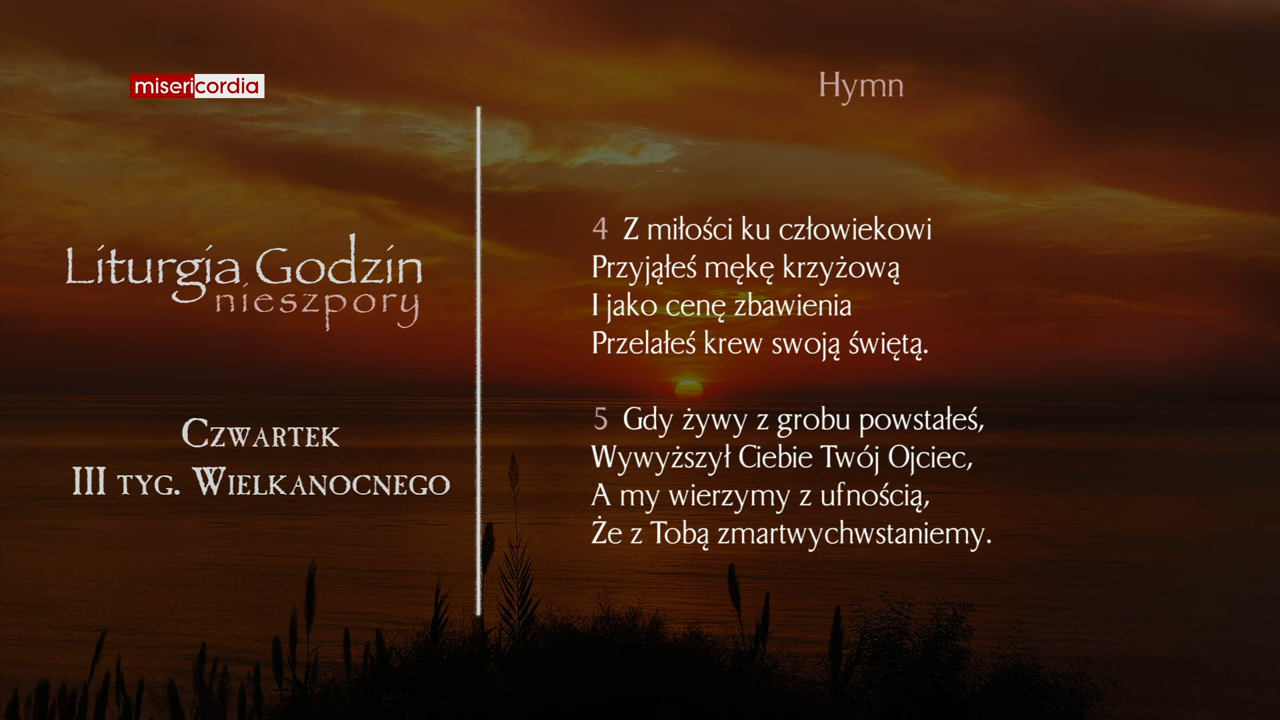 misericordia
Liturgia Godzin
nieszpory
Czwartek
III tyg. Wielkanocnego
Hymn
4 Z miłości ku człowiekowi
Przyjąłeś mękę krzyżową
I jako cenę zbawienia
Przelałeś krew swoją świętą.
5 Gdy żywy z grobu powstałeś,
Wywyższył Ciebie Twój Ojciec,
A my wierzymy z ufnością,
Że z Tobą zmartwychwstaniemy.